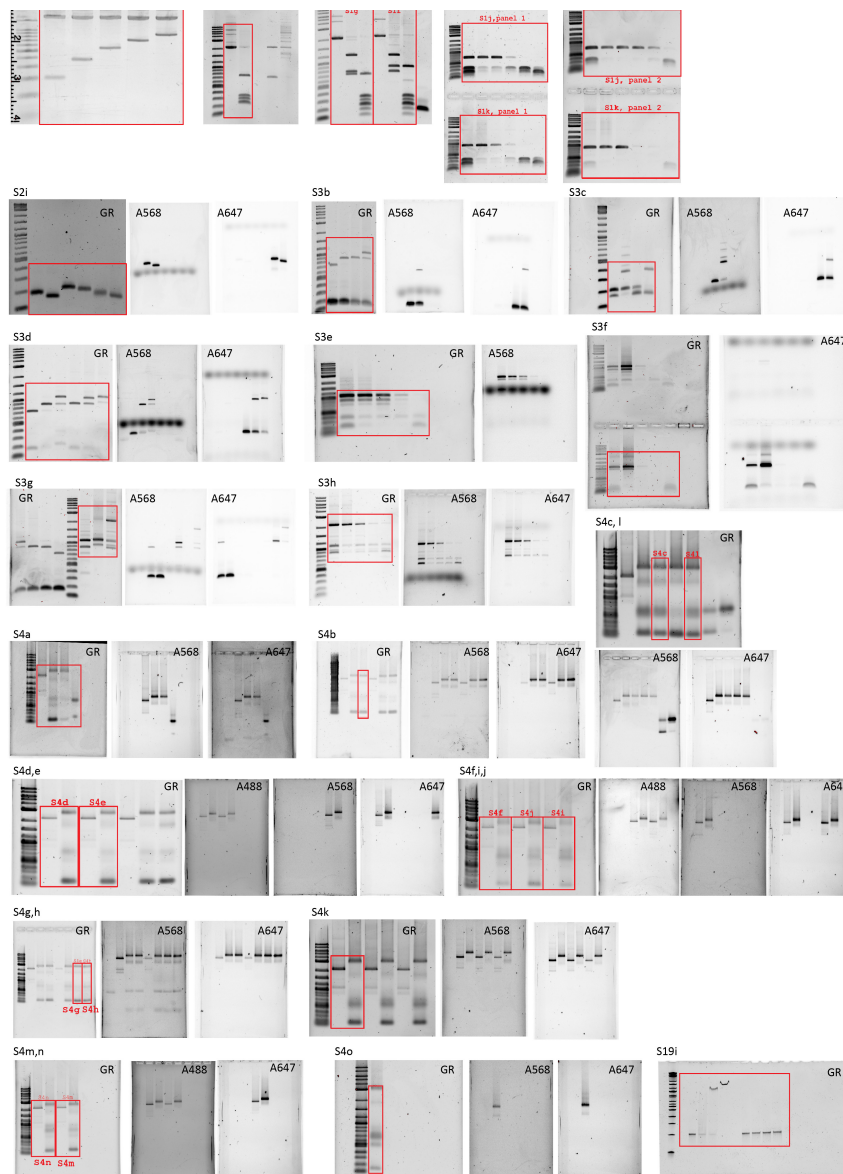 S1g S1i
S1j,panel 1
S1j, panel 2
S1k, panel 1
S1k, panel 2
S2i
GR
A568
A647
S3b
GR
A568
A647
S3c
GR
A568
A647
S3d
GR
A568
A647
S3e
GR
A568
S3f
GR
A647
S3g
GR
A568
A647
S3h
GR
A568
A647
S4c, l
GR
S4c
S4l
A568
A647
S4a
GR
A568
A647
S4b
GR
A568
A647
S4d,e
S4d
S4e
GR
A488
A568
A647
S4f,i,j
S4f
S4j
S4i
GR
A488
A568
A64
S4g,h
GR
S4g
S4h
A568
A647
S4k
GR
A568
A647
S4m,n
GR
S4n
S4m
A488
A647
S4o
GR
A568
A647
S19i
GR